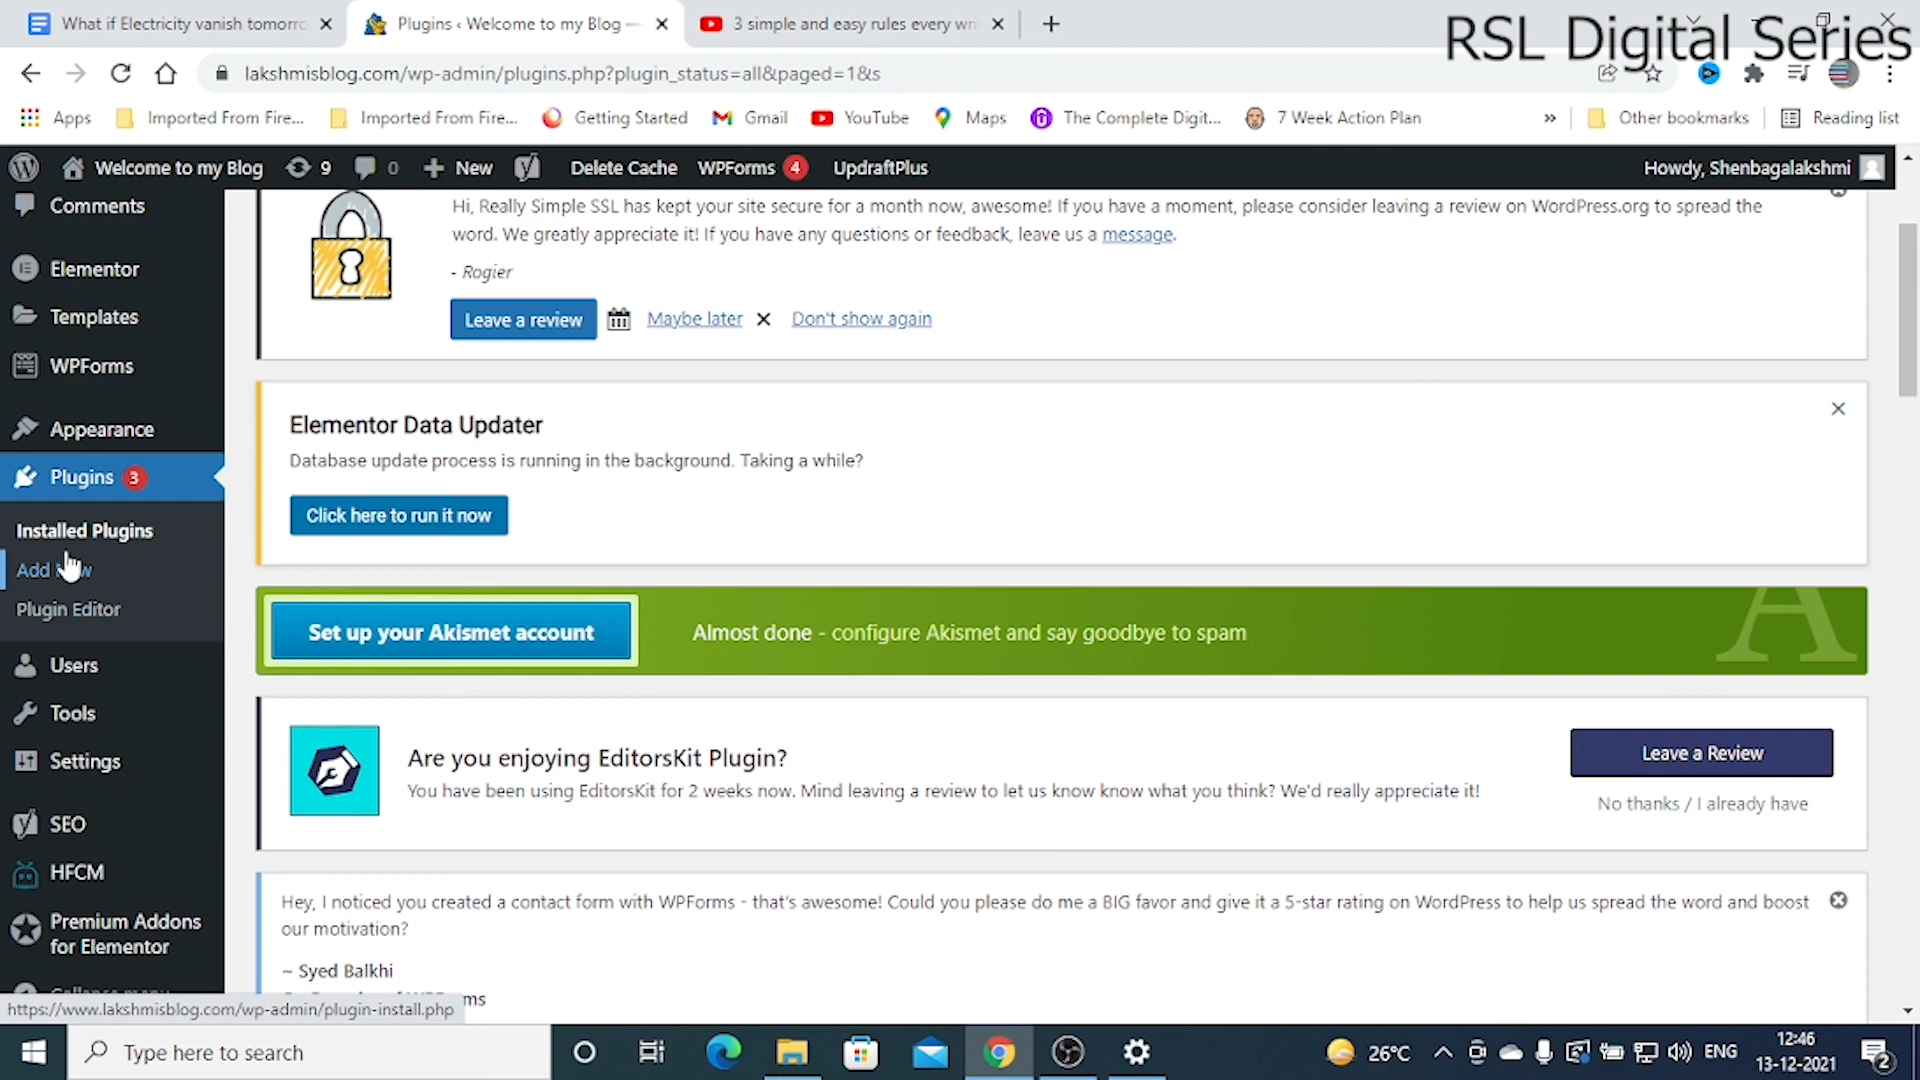 What if Electricity vanish tomorro
Plugins ‹ Welcome to my Blog —
3 simple and easy rules every wri
RSL Digital Series
lakshmisblog.com/wp-admin/plugins.php?plugin_status=all&paged=1&s
Apps
Imported From Fire...
Imported From Fire...
Getting Started
Gmail
YouTube
Maps
The Complete Digit...
7 Week Action Plan
»
Other bookmarks
Reading list
Welcome to my Blog
9
0
New
Delete Cache
WPForms 4
UpdraftPlus
Howdy, Shenbagalakshmi
Comments
Elementor
Templates
WPForms
Appearance
Plugins 3
Installed Plugins
Add
Plugin Editor
Users
Tools
Settings
SEO
HFCM
Premium Addons
for Elementor
Collapse menu
Hi, Really Simple SSL has kept your site secure for a month now, awesome! If you have a moment, please consider leaving a review on WordPress.org to spread the
word. We greatly appreciate it! If you have any questions or feedback, leave us a message.
- Rogier
Leave a review
Maybe later
Don't show again
Elementor Data Updater
Database update process is running in the background. Taking a while?
Click here to run it now
Set up your Akismet account
Almost done - configure Akismet and say goodbye to spam
Are you enjoying EditorsKit Plugin?
You have been using EditorsKit for 2 weeks now. Mind leaving a review to let us know know what you think? We'd really appreciate it!
Leave a Review
No thanks / I already have
Hey, I noticed you created a contact form with WPForms - that's awesome! Could you please do me a BIG favor and give it a 5-star rating on WordPress to help us spread the word and boost
our motivation?
~ Syed Balkhi
https://www.lakshmisblog.com/wp-admin/plugin-install.php
Type here to search
26°C
ENG
12:46
13-12-2021
2